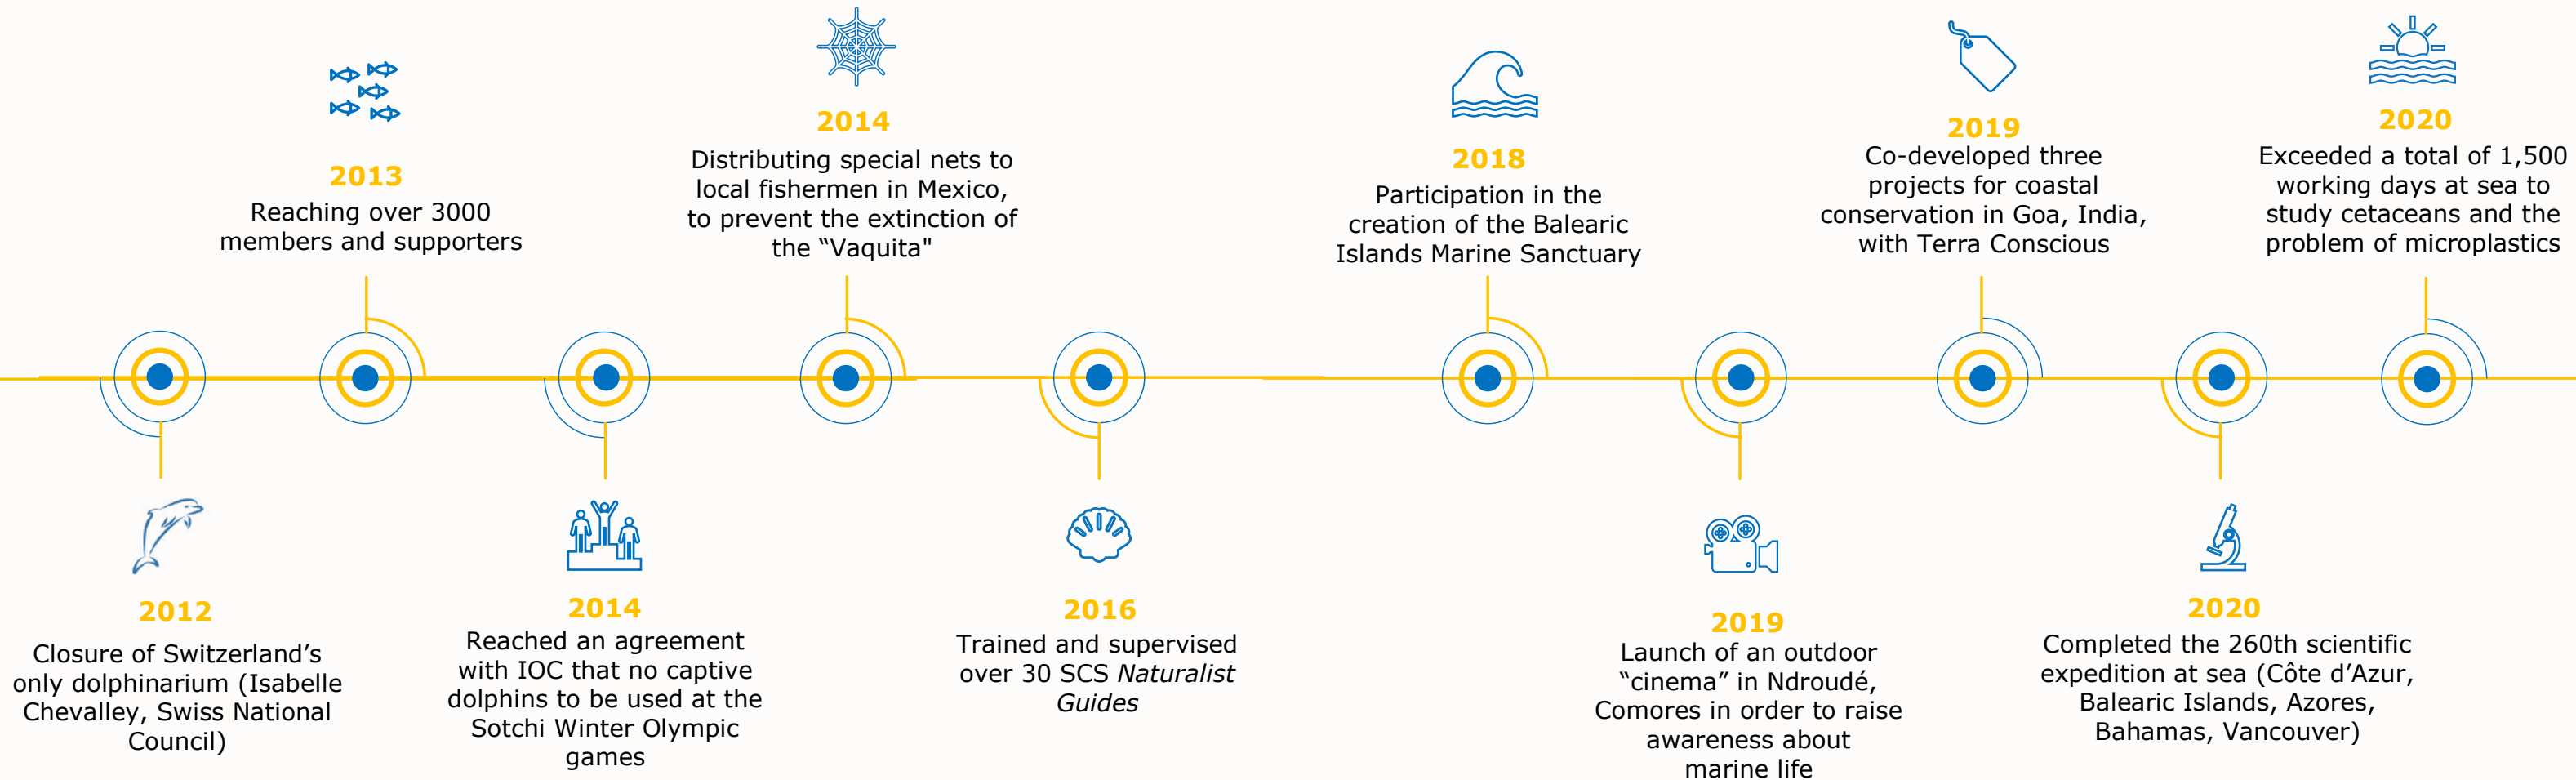 2012
Closure of Switzerland’s
only dolphinarium (Isabelle
Chevalley, Swiss National
Council)
2013
Reaching over 3000
members and supporters
2014
Reached an agreement
with IOC that no captive
dolphins to be used at the
Sotchi Winter Olympic
games
2014
Distributing special nets to
local fishermen in Mexico,
to prevent the extinction of
the “Vaquita"
2016
Trained and supervised
over 30 SCS Naturalist
Guides
2018
Participation in the
creation of the Balearic
Islands Marine Sanctuary
2019
Launch of an outdoor
“cinema” in Ndroudé,
Comores in order to raise
awareness about
marine life
2019
Co-developed three
projects for coastal
conservation in Goa, India,
with Terra Conscious
2020
Completed the 260th scientific
expedition at sea (Côte d’Azur,
Balearic Islands, Azores,
Bahamas, Vancouver)
2020
Exceeded a total of 1,500
working days at sea to
study cetaceans and the
problem of microplastics